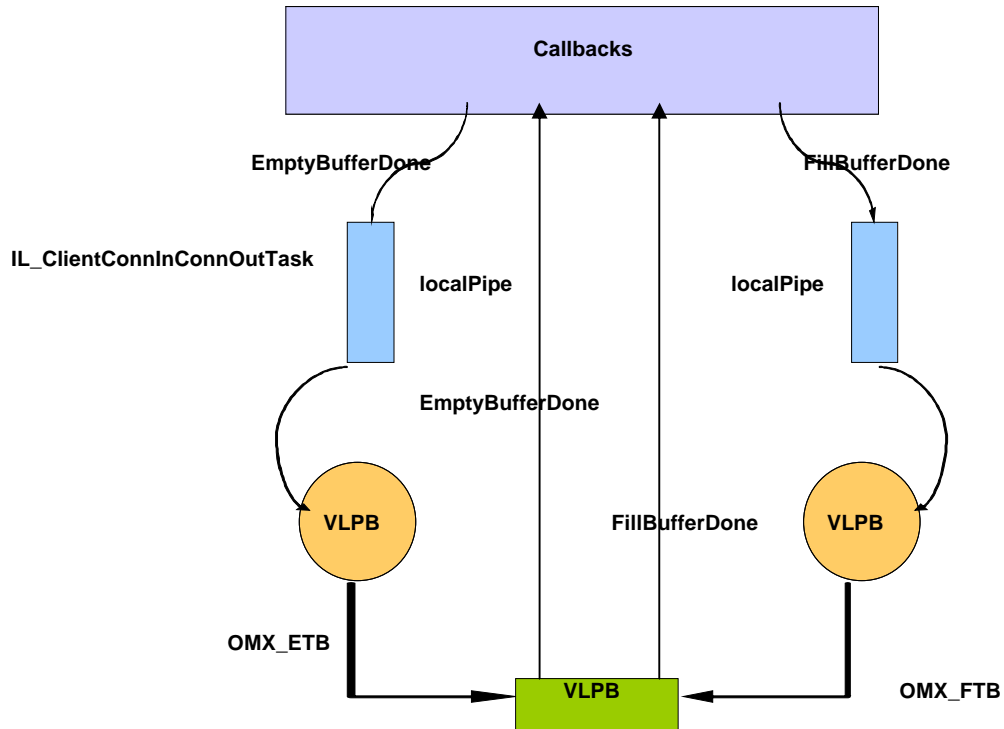 Callbacks
EmptyBufferDone
FillBufferDone
IL_ClientConnInConnOutTask
localPipe
localPipe
EmptyBufferDone
VLPB
FillBufferDone
VLPB
OMX_ETB
VLPB
OMX_FTB